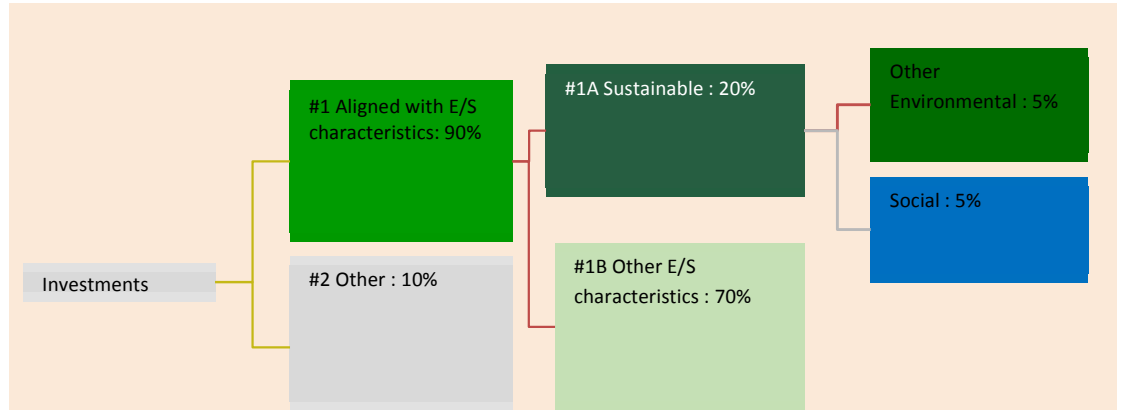 Investments
#1 Aligned with E/S
characteristics: 90%
#2 Other : 10%
#1A Sustainable : 20%
#1B Other E/S
characteristics : 70%
Other
Environmental : 5%
Social : 5%